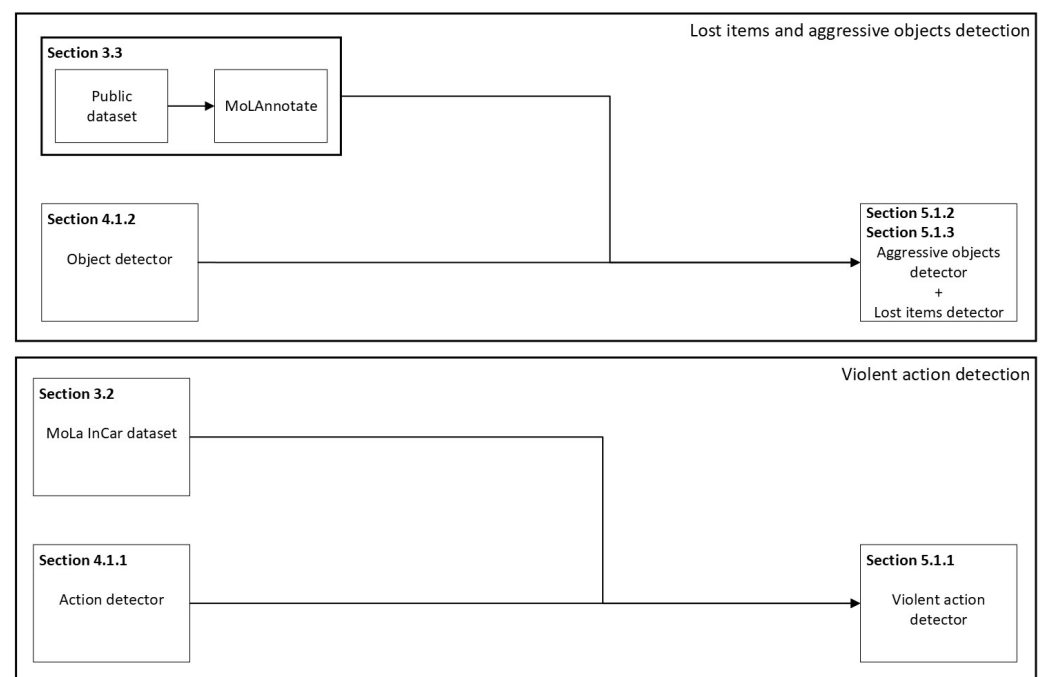 Lost items and aggressive objects detection
Section 3.3
Public
dataset
MoLAnnotate
Section 4.1.2
Object detector
Section 5.1.2
Section 5.1.3
Aggressive objects
detector
+
Lost items detector
Violent action detection
Section 3.2
MoLa InCar dataset
Section 4.1.1
Action detector
Section 5.1.1
Violent action
detector